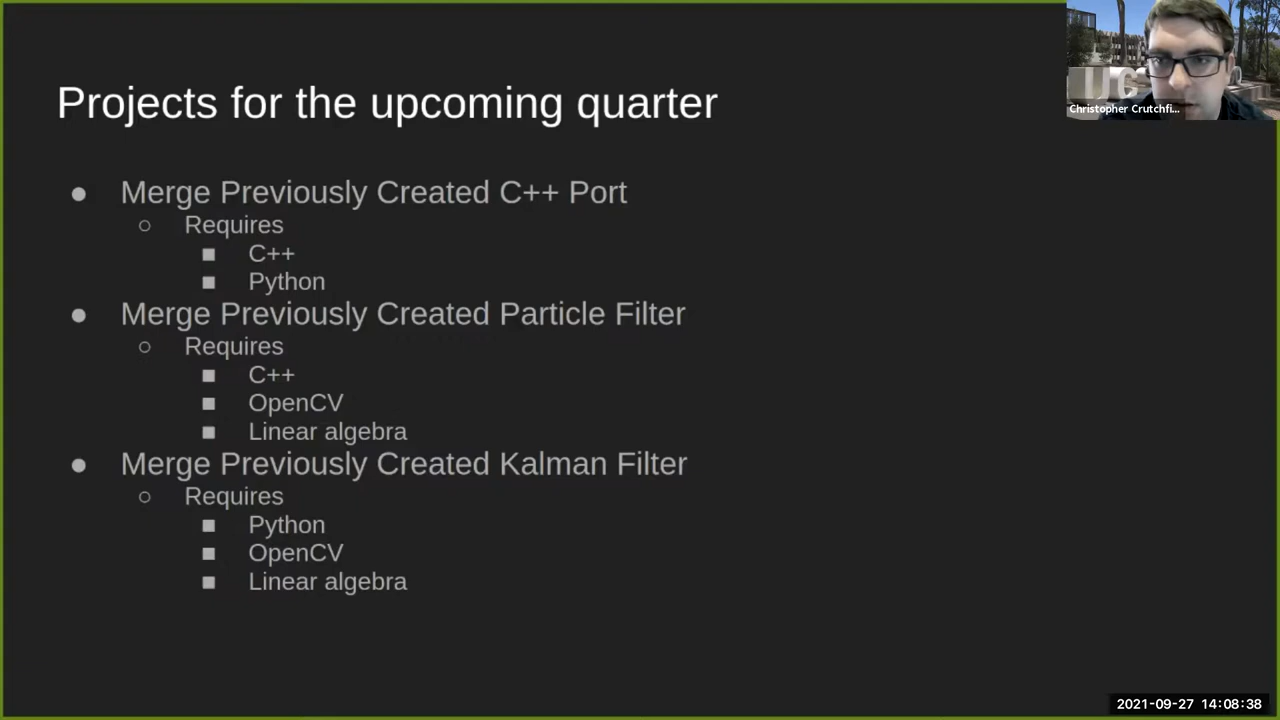 Projects for the upcoming quarter
UC
Christopher Crutchfi...
● Merge Previously Created C++ Port
○ Requires
■ C++
■ Python
● Merge Previously Created Particle Filter
○ Requires
■ C++
■ OpenCV
■ Linear algebra
● Merge Previously Created Kalman Filter
○ Requires
■ Python
■ OpenCV
■ Linear algebra
2021-09-27 14:08:38